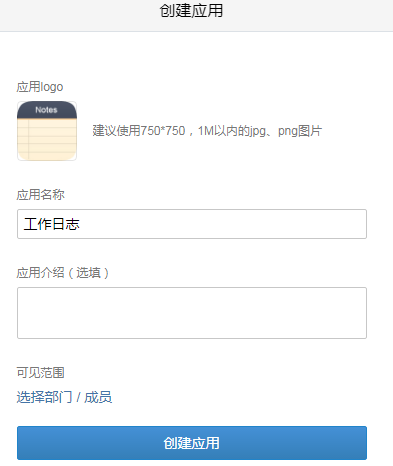 创建应用
应用logo
Notes
建议使用750*750，1M以内的jpg、png图片
应用名称
工作日志
应用介绍（选填）
可见范围
选择部门 / 成员
创建应用